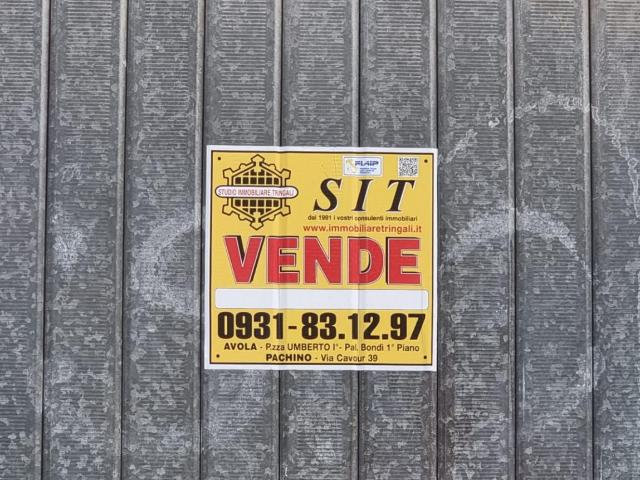 FIAIP
STUDIO IMMOBILIARE TRINGALI
SIT
dal 1991 i vostri consulenti immobiliari
www.immobiliaretringali.it
VENDE
0931-83.12.97
AVOLA - P.zza UMBERTO I°- Pal. Bondì 1° Piano
PACHINO - Via Cavour 39